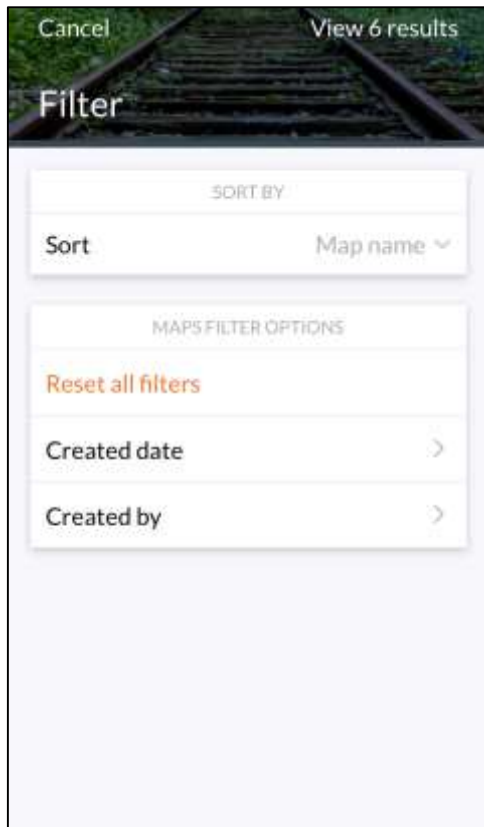 Cancel View 6 results
Filter
SORT BY
Sort Map name
MAPS FILTER OPTIONS
Reset all filters
Created date
Created by